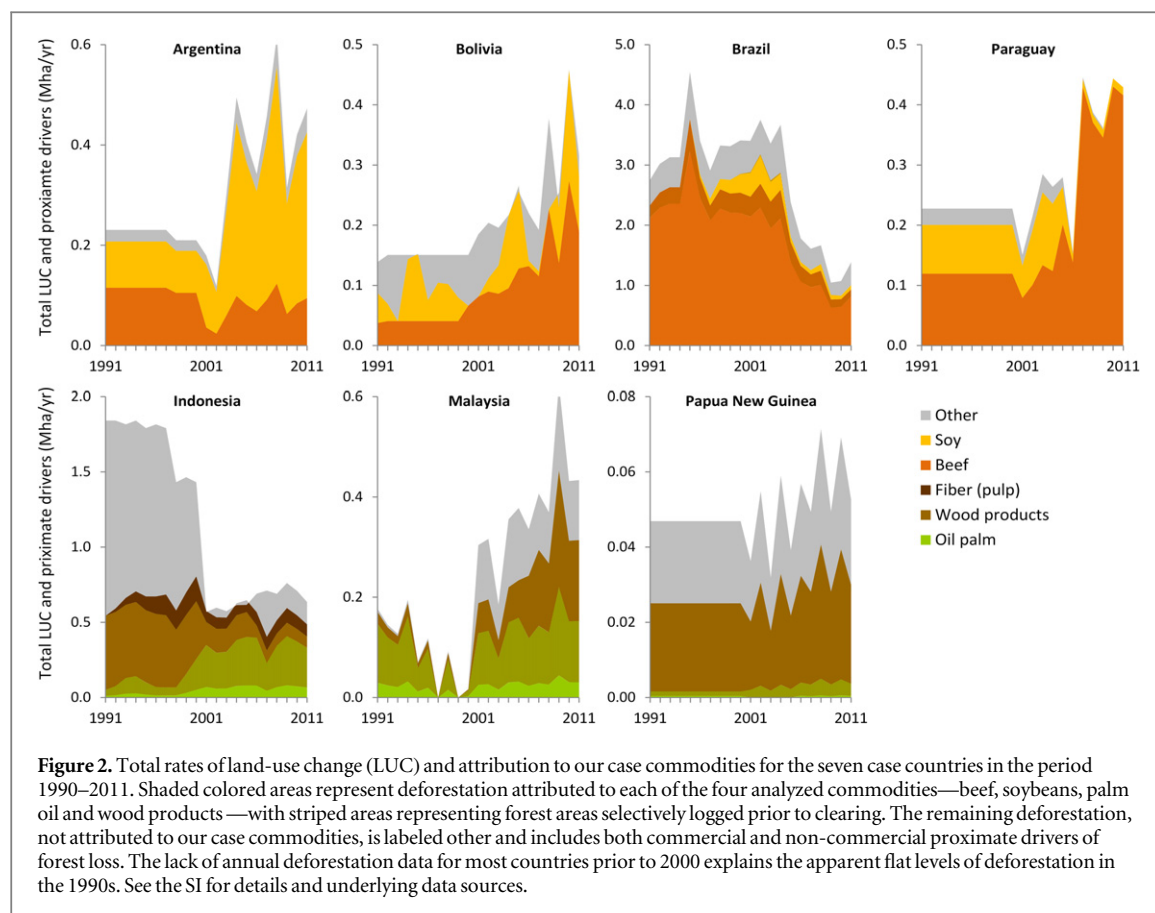 Total LUC and proxiamte drivers (Mha/yr)
Argentina
0.6
0.4
0.2
0.0
1991
2001
2011
Bolivia
0.5
0.4
0.3
0.2
0.1
0.0
1991
2001
2011
Brazil
5.0
4.0
3.0
2.0
1.0
0.0
1991
2001
2011
Paraguay
0.5
0.4
0.3
0.2
0.1
0.0
1991
2001
2011
Total LUC and priximate drivers (Mha/yr)
Indonesia
2.0
1.5
1.0
0.5
0.0
1991
2001
2011
Malaysia
0.6
0.4
0.2
0.0
1991
2001
2011
Papua New Guinea
0.08
0.06
0.04
0.02
0.00
1991
2001
2011
Other
Soy
Beef
Fiber (pulp)
Wood products
Oil palm
Figure 2. Total rates of land-use change (LUC) and attribution to our case commodities for the seven case countries in the period
1990–2011. Shaded colored areas represent deforestation attributed to each of the four analyzed commodities—beef, soybeans, palm
oil and wood products —with striped areas representing forest areas selectively logged prior to clearing. The remaining deforestation,
not attributed to our case commodities, is labeled other and includes both commercial and non-commercial proximate drivers of
forest loss. The lack of annual deforestation data for most countries prior to 2000 explains the apparent flat levels of deforestation in
the 1990s. See the SI for details and underlying data sources.